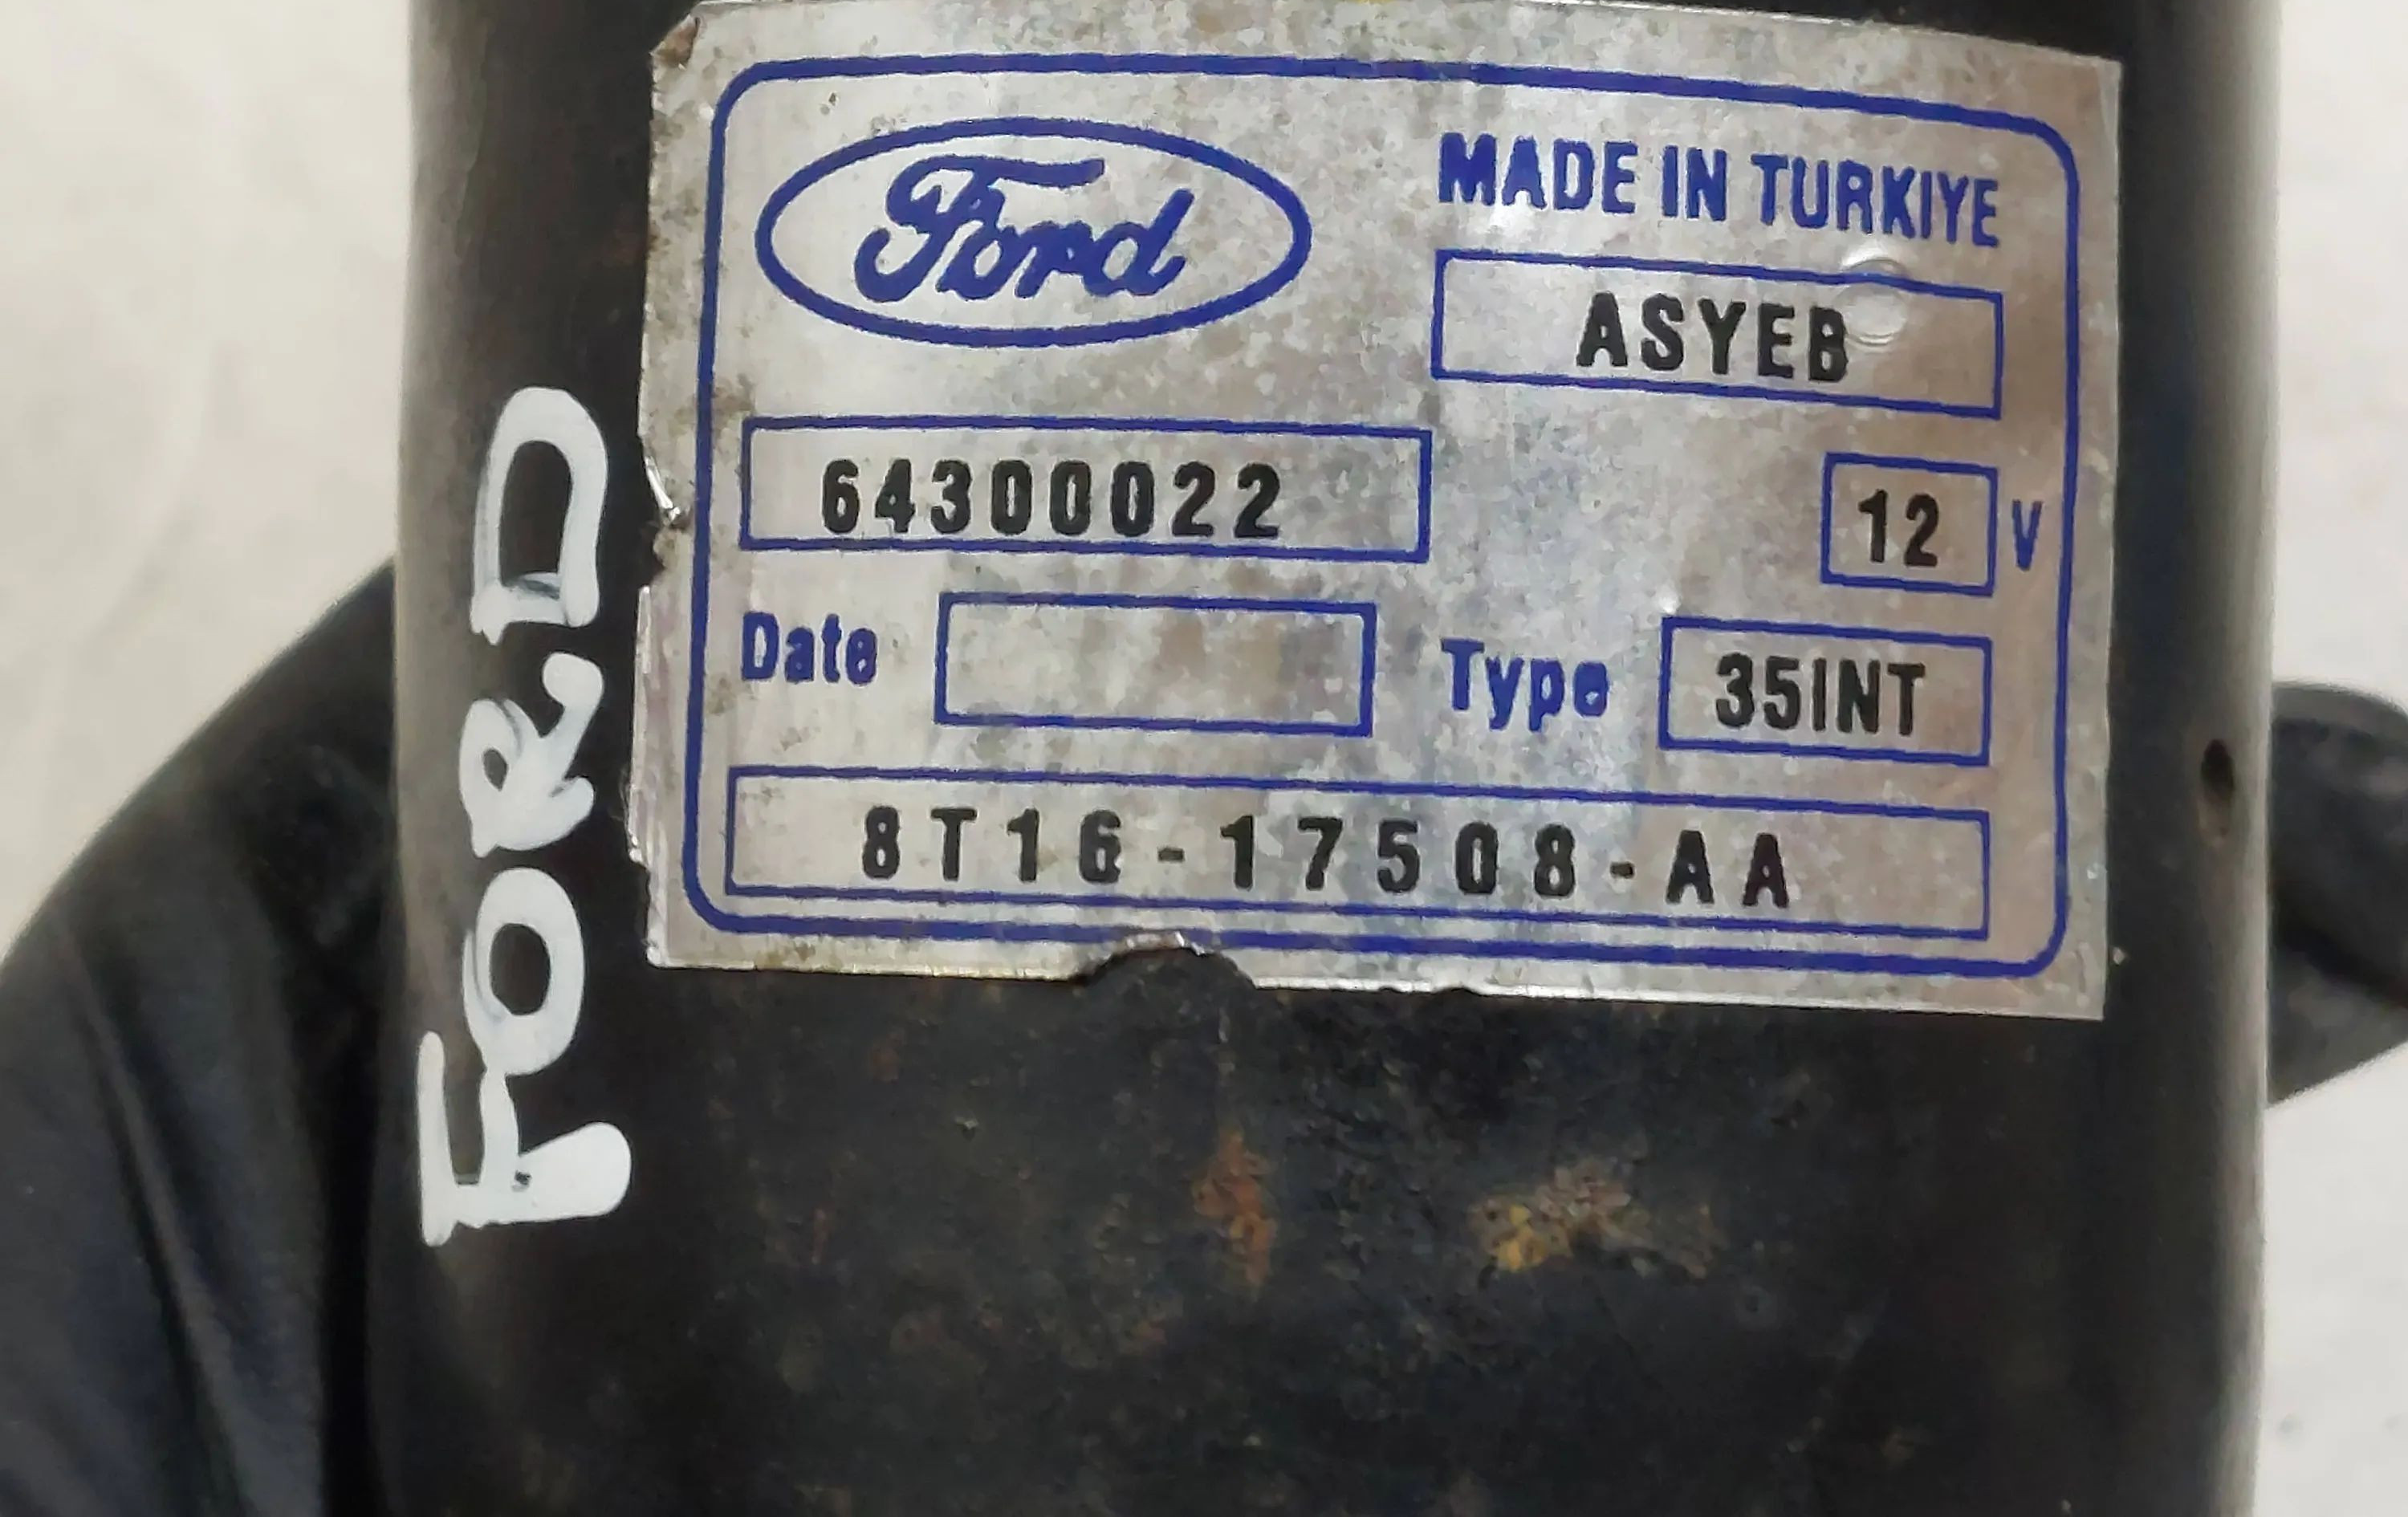 Ford
MADE IN TURKIYE
ASYEB
64300022
12 V
Date
Type 35INT
8T16-17508-AA
FORD